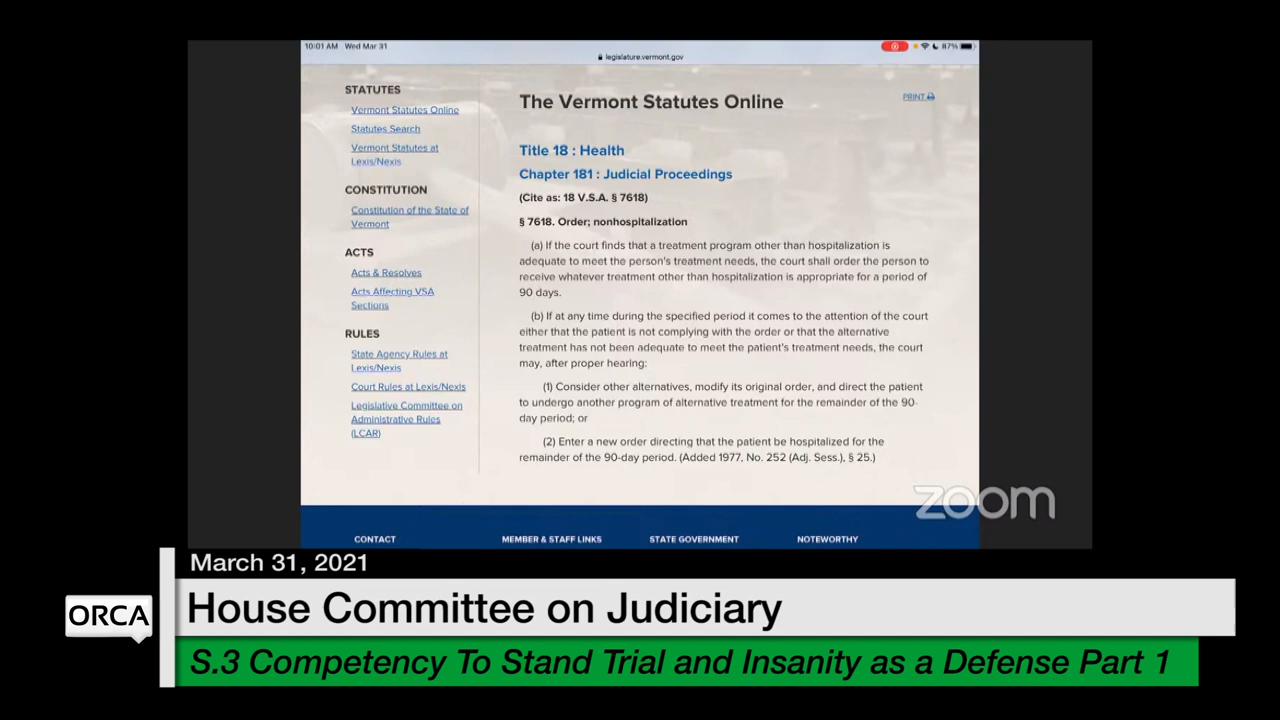 10:01 AM Wed Mar 31
87%
legislature.vermont.gov
STATUTES
Vermont Statutes Online
Statutes Search
Vermont Statutes at
Lexis/Nexis
CONSTITUTION
Constitution of the State of
Vermont
ACTS
Acts & Resolves
Acts Affecting VSA
Sections
RULES
State Agency Rules at
Lexis/Nexis
Court Rules at Lexis/Nexis
Legislative Committee on
Administrative Rules
(LCAR)
The Vermont Statutes Online
PRINT
Title 18 : Health
Chapter 181 : Judicial Proceedings
(Cite as: 18 V.S.A. § 7618)
§ 7618. Order; nonhospitalization
(a) If the court finds that a treatment program other than hospitalization is
adequate to meet the person's treatment needs, the court shall order the person to
receive whatever treatment other than hospitalization is appropriate for a period of
90 days.
(b) If at any time during the specified period it comes to the attention of the court
either that the patient is not complying with the order or that the alternative
treatment has not been adequate to meet the patient's treatment needs, the court
may, after proper hearing:
(1) Consider other alternatives, modify its original order, and direct the patient
to undergo another program of alternative treatment for the remainder of the 90-
day period; or
(2) Enter a new order directing that the patient be hospitalized for the
remainder of the 90-day period. (Added 1977, No. 252 (Adj. Sess.), § 25.)
zoom
CONTACT
MEMBER & STAFF LINKS
STATE GOVERNMENT
NOTEWORTHY
March 31, 2021
ORCA
House Committee on Judiciary
S.3 Competency To Stand Trial and Insanity as a Defense Part 1